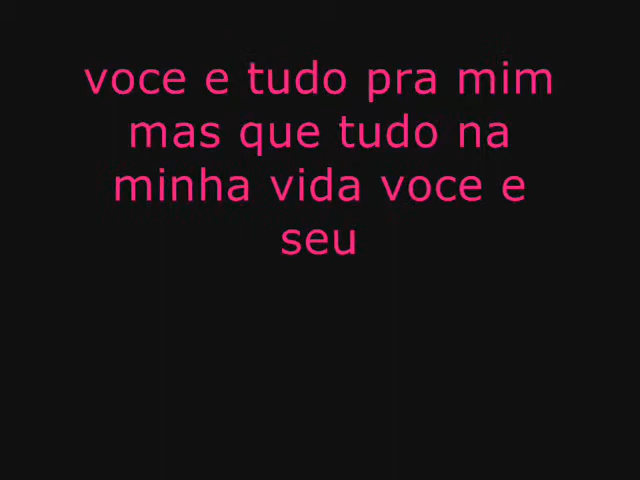 voce e tudo pra mim
mas que tudo na
minha vida voce e
seu